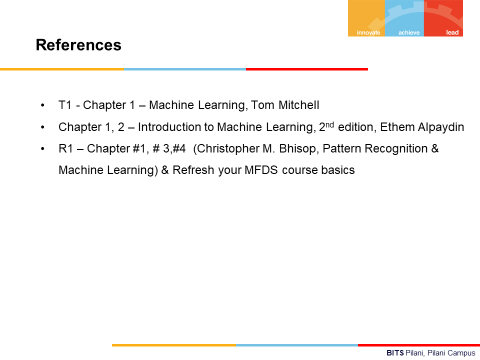 innovate achieve lead
References
• T1 - Chapter 1 – Machine Learning, Tom Mitchell
• Chapter 1, 2 – Introduction to Machine Learning, 2nd edition, Ethem Alpaydin
• R1 – Chapter #1, # 3,#4 (Christopher M. Bhisop, Pattern Recognition &
Machine Learning) & Refresh your MFDS course basics
BITS Pilani, Pilani Campus